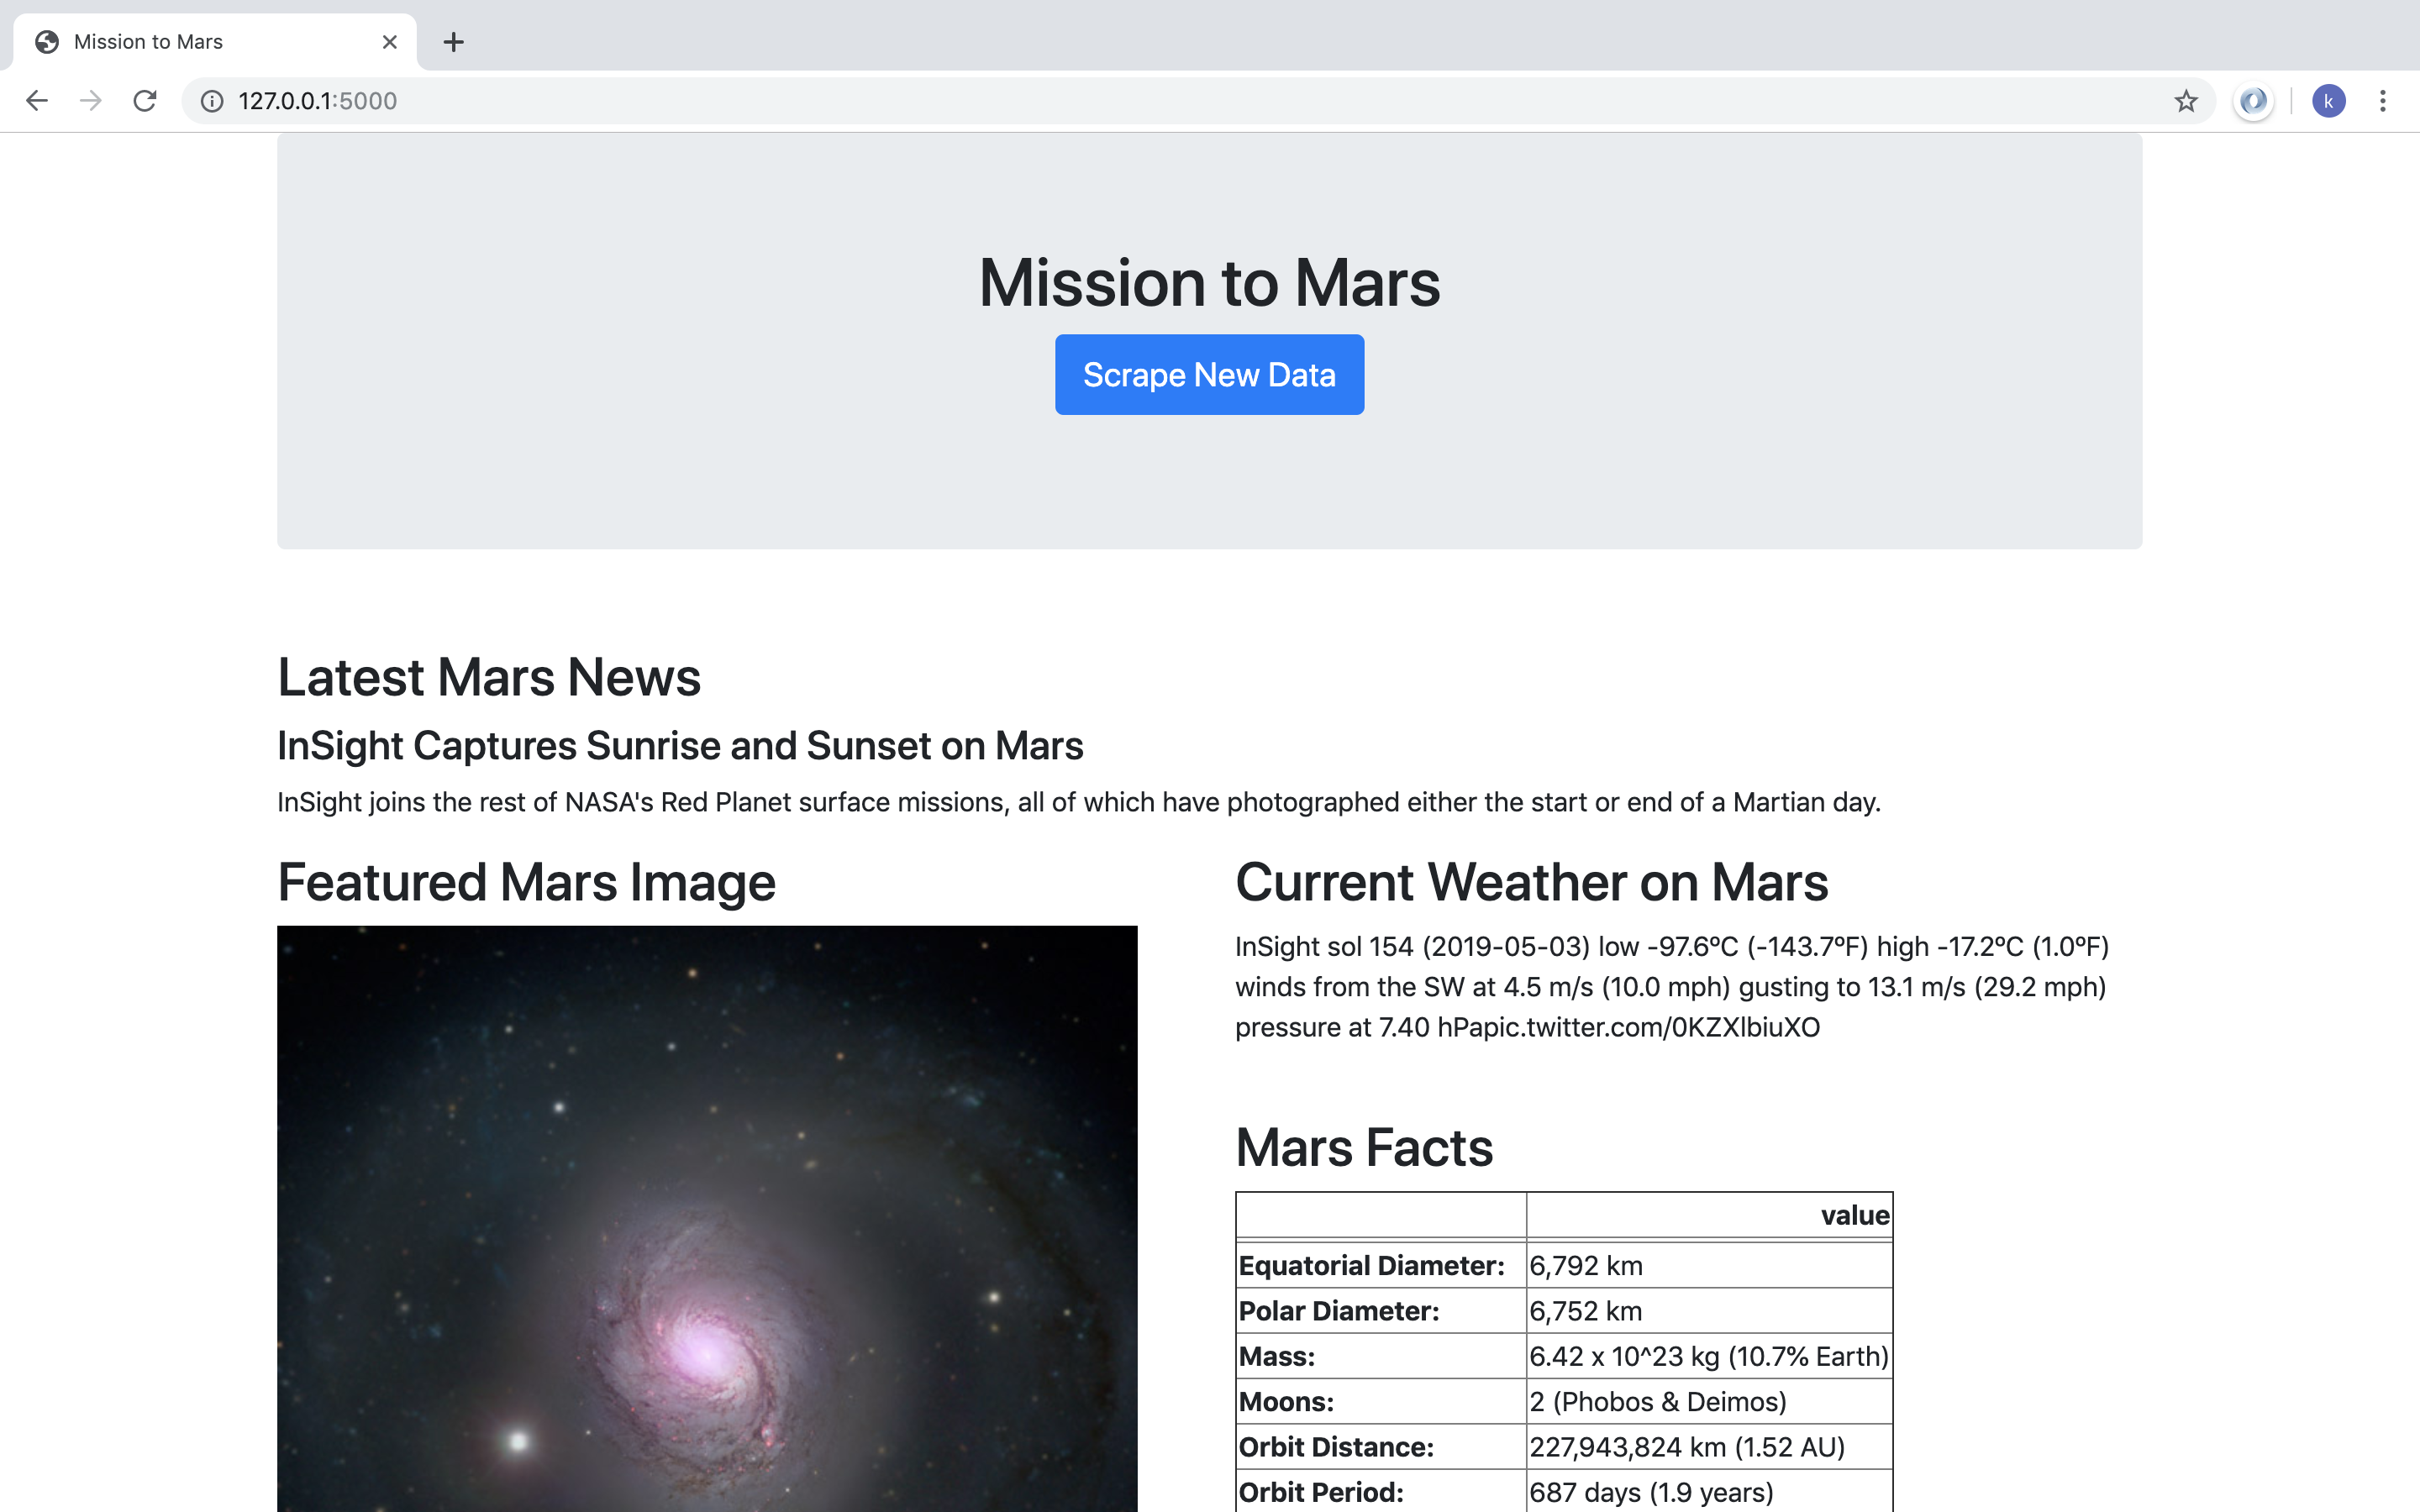 Mission to Mars
127.0.0.1:5000
k
Mission to Mars
Scrape New Data
Latest Mars News
InSight Captures Sunrise and Sunset on Mars
InSight joins the rest of NASA's Red Planet surface missions, all of which have photographed either the start or end of a Martian day.
Featured Mars Image
Current Weather on Mars
InSight sol 154 (2019-05-03) low -97.6ºC (-143.7ºF) high -17.2ºC (1.0ºF)
winds from the SW at 4.5 m/s (10.0 mph) gusting to 13.1 m/s (29.2 mph)
pressure at 7.40 hPapic.twitter.com/0KZXlbiuXO
Mars Facts
value
Equatorial Diameter: 6,792 km
Polar Diameter: 6,752 km
Mass: 6.42 x 10^23 kg (10.7% Earth)
Moons: 2 (Phobos & Deimos)
Orbit Distance: 227,943,824 km (1.52 AU)
Orbit Period: 687 days (1.9 years)